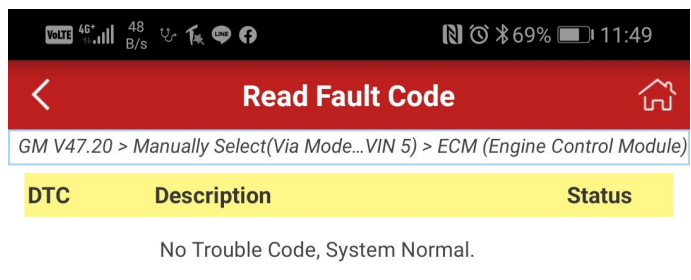 VoLTE 4G+ 48 B/s LINE 69% 11:49
Read Fault Code
GM V47.20 > Manually Select(Via Mode...VIN 5) > ECM (Engine Control Module)
DTC Description Status
No Trouble Code, System Normal.